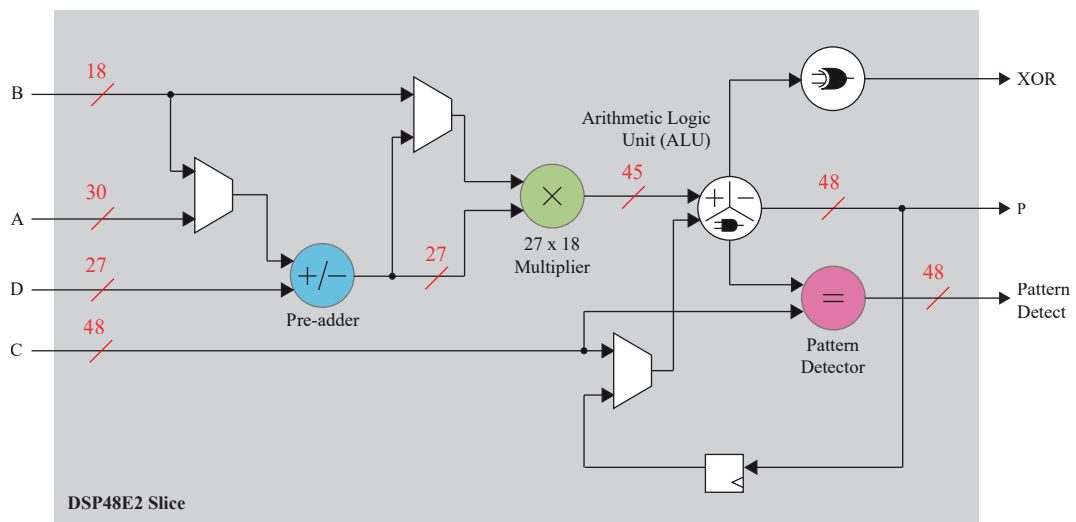 18
B
XOR
Arithmetic Logic
Unit (ALU)
30
45
48
A
P
27
27
27 x 18
Multiplier
48
D
Pattern
Detect
Pre-adder
48
C
Pattern
Detector
DSP48E2 Slice